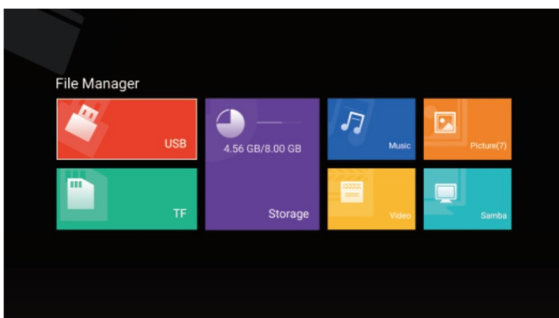 File Manager
USB
4.56 GB/8.00 GB
Music
Picture(7)
TF
Storage
Video
Samba